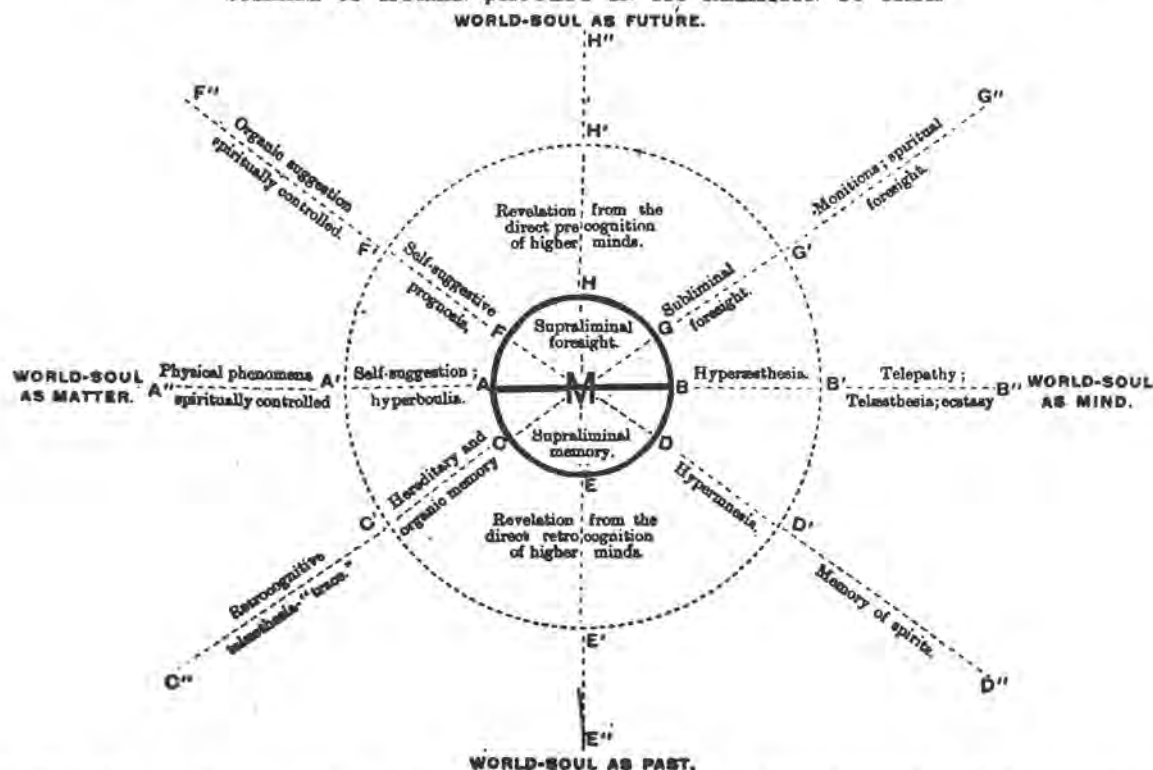 WORLD-SOUL AS FUTURE.
H"
F"
G"
Organic suggestion
spiritually controlled.
Monitions; spiritual
foresight.
H'
Revelation from the
direct precognition
of higher minds.
F'
G'
Self-suggestive
prognosis,
Subliminal
foresight.
H
F
G
Supraliminal
foresight.
WORLD-SOUL
AS MATTER.
A"
Physical phenomena
spiritually controlled
A'
Self-suggestion;
hyperboulia.
A
M
B
Hyperæsthesia.
B'
Telepathy;
Telæsthesia; ecstasy
B"
WORLD-SOUL
AS MIND.
Supraliminal
memory.
C
D
E
Hereditary and
organic memory
Hypermnesia.
Revelation from the
direct retrocognition
of higher minds.
C'
D'
Retrocognitive
telæsthesia- "trace."
Memory of spirits.
E'
C"
D"
E"
WORLD-SOUL AS PAST.